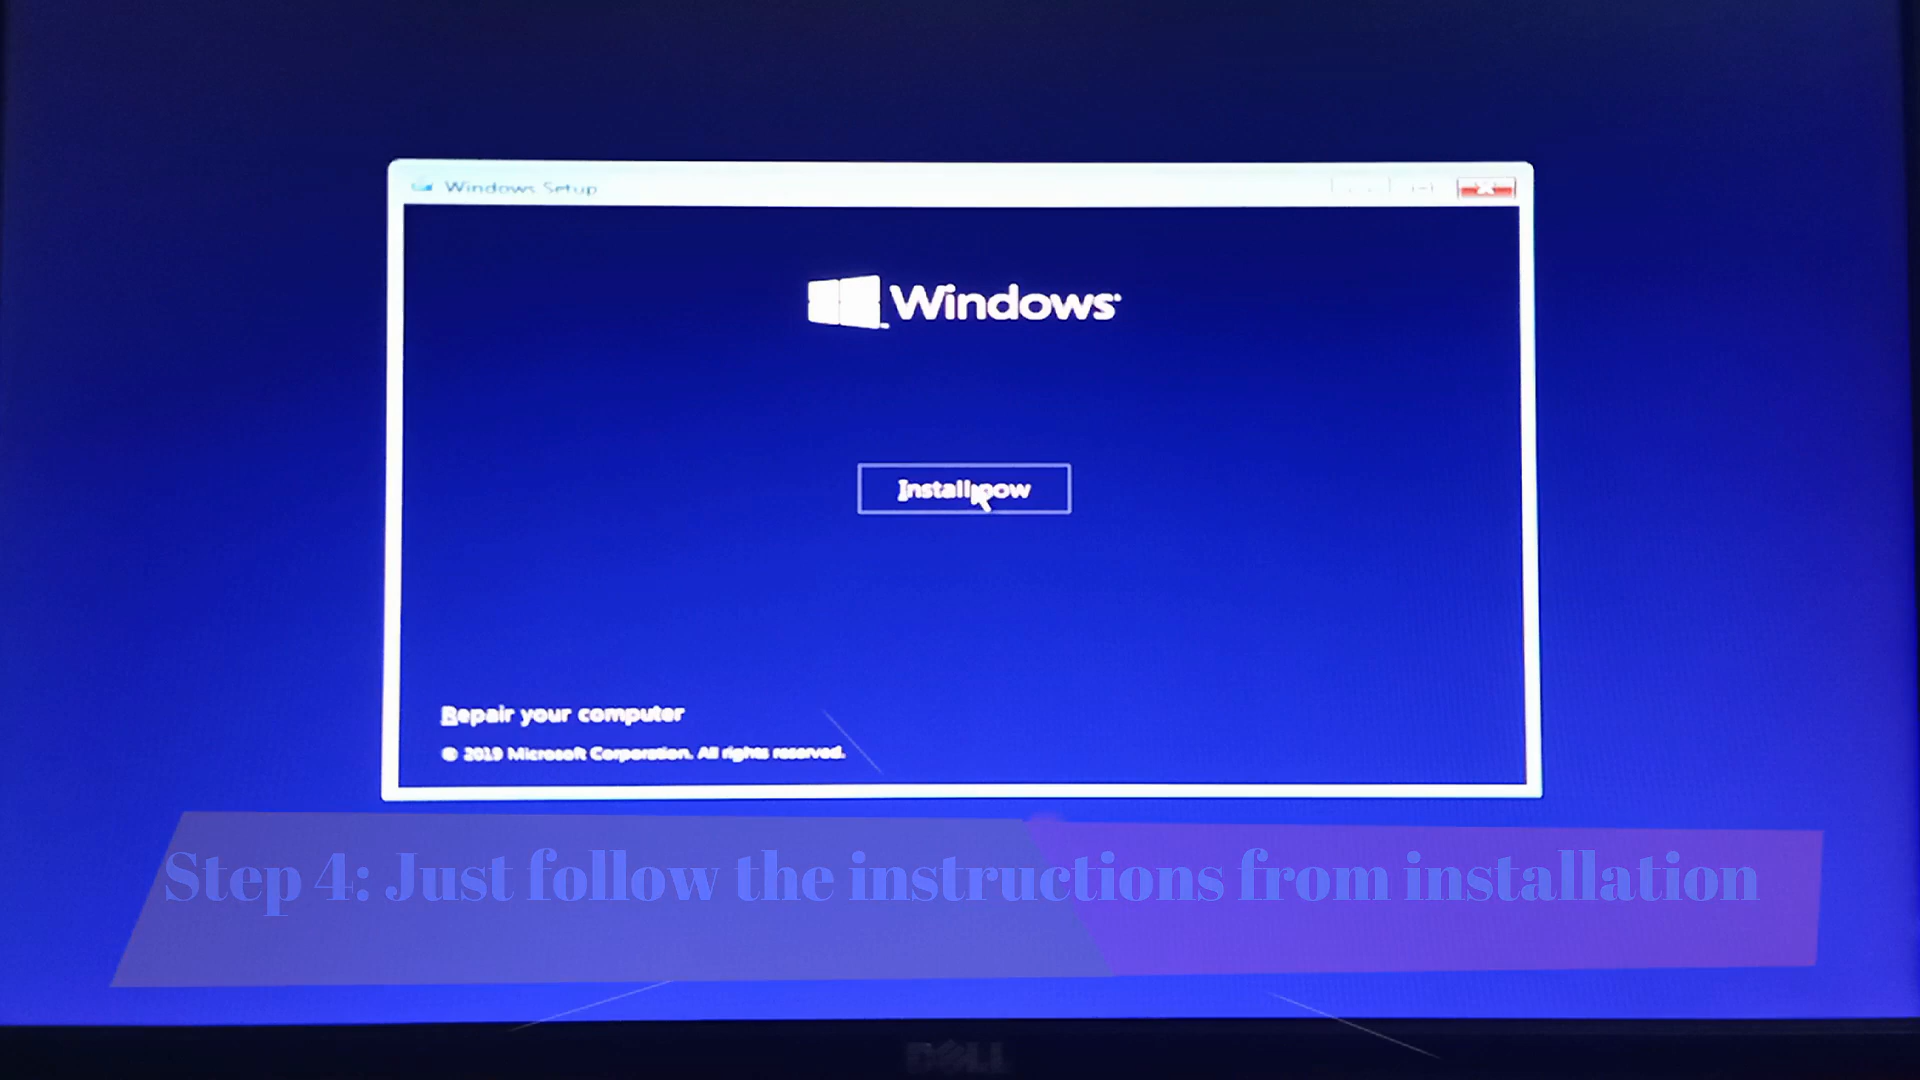 Windows Setup
Windows
Install now
Repair your computer
© 2019 Microsoft Corporation. All rights reserved.
Step 4: Just follow the instructions from installation
DELL